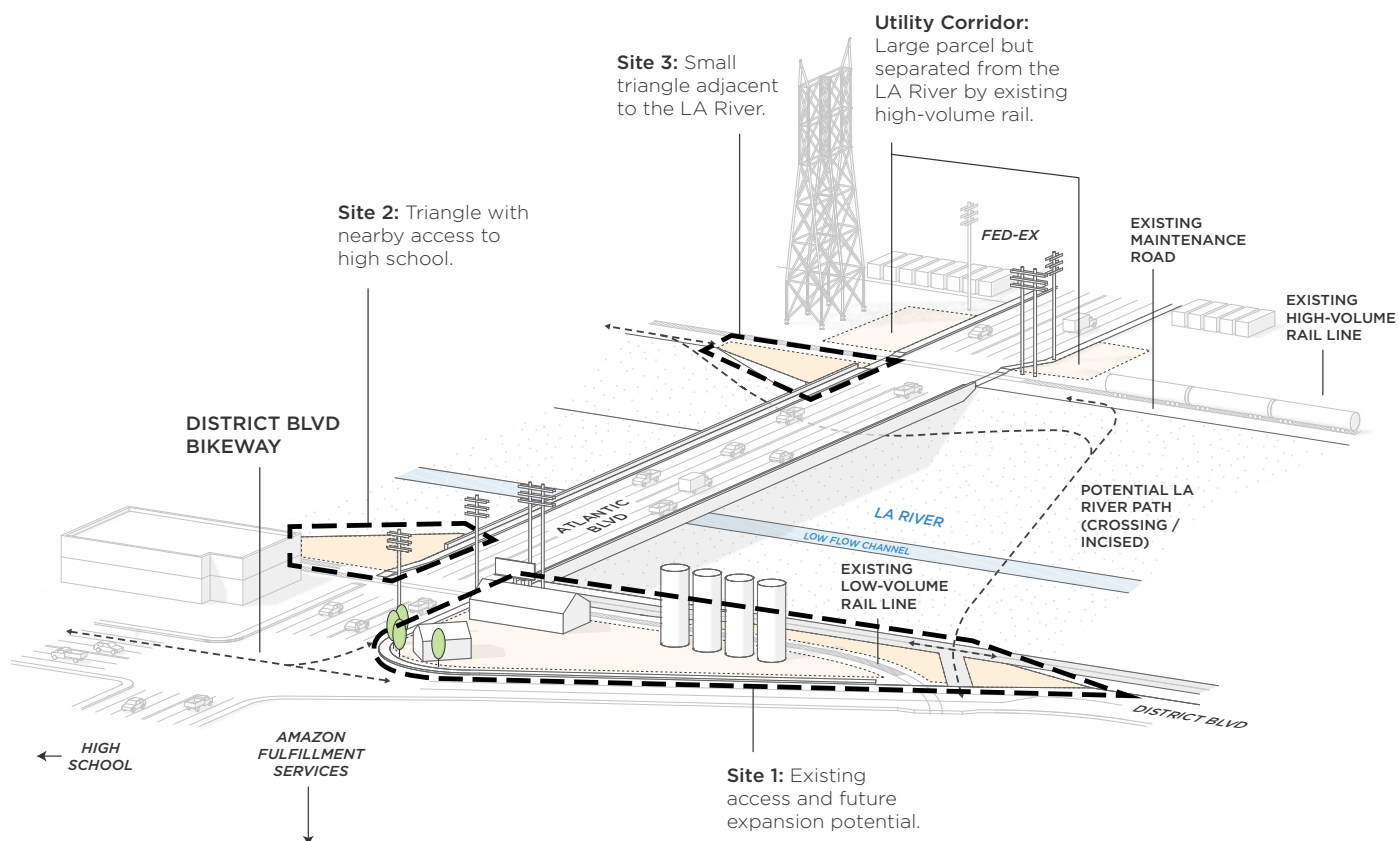 Utility Corridor:
Large parcel but
separated from the
LA River by existing
high-volume rail.
Site 3: Small
triangle adjacent
to the LA River.
Site 2: Triangle with
nearby access to
high school.
FED-EX
EXISTING
MAINTENANCE
ROAD
EXISTING
HIGH-VOLUME
RAIL LINE
DISTRICT BLVD
BIKEWAY
ATLANTIC
BLVD
LA RIVER
LOW FLOW CHANNEL
POTENTIAL LA
RIVER PATH
(CROSSING /
INCISED)
EXISTING
LOW-VOLUME
RAIL LINE
DISTRICT BLVD
HIGH
SCHOOL
AMAZON
FULFILLMENT
SERVICES
Site 1: Existing
access and future
expansion potential.